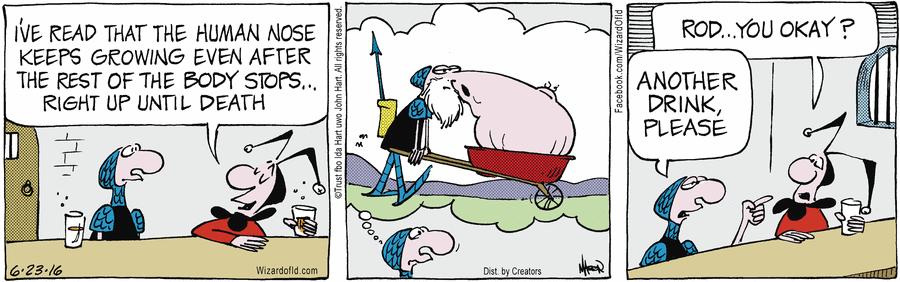 I'VE READ THAT THE HUMAN NOSE
KEEPS GROWING EVEN AFTER
THE REST OF THE BODY STOPS...
RIGHT UP UNTIL DEATH
6·23·16
WizardofId.com
©Trust fbo Ida Hart uwo John Hart. All rights reserved.
Dist. by Creators
Facebook.com/WizardOfId
ROD...YOU OKAY?
ANOTHER
DRINK,
PLEASE